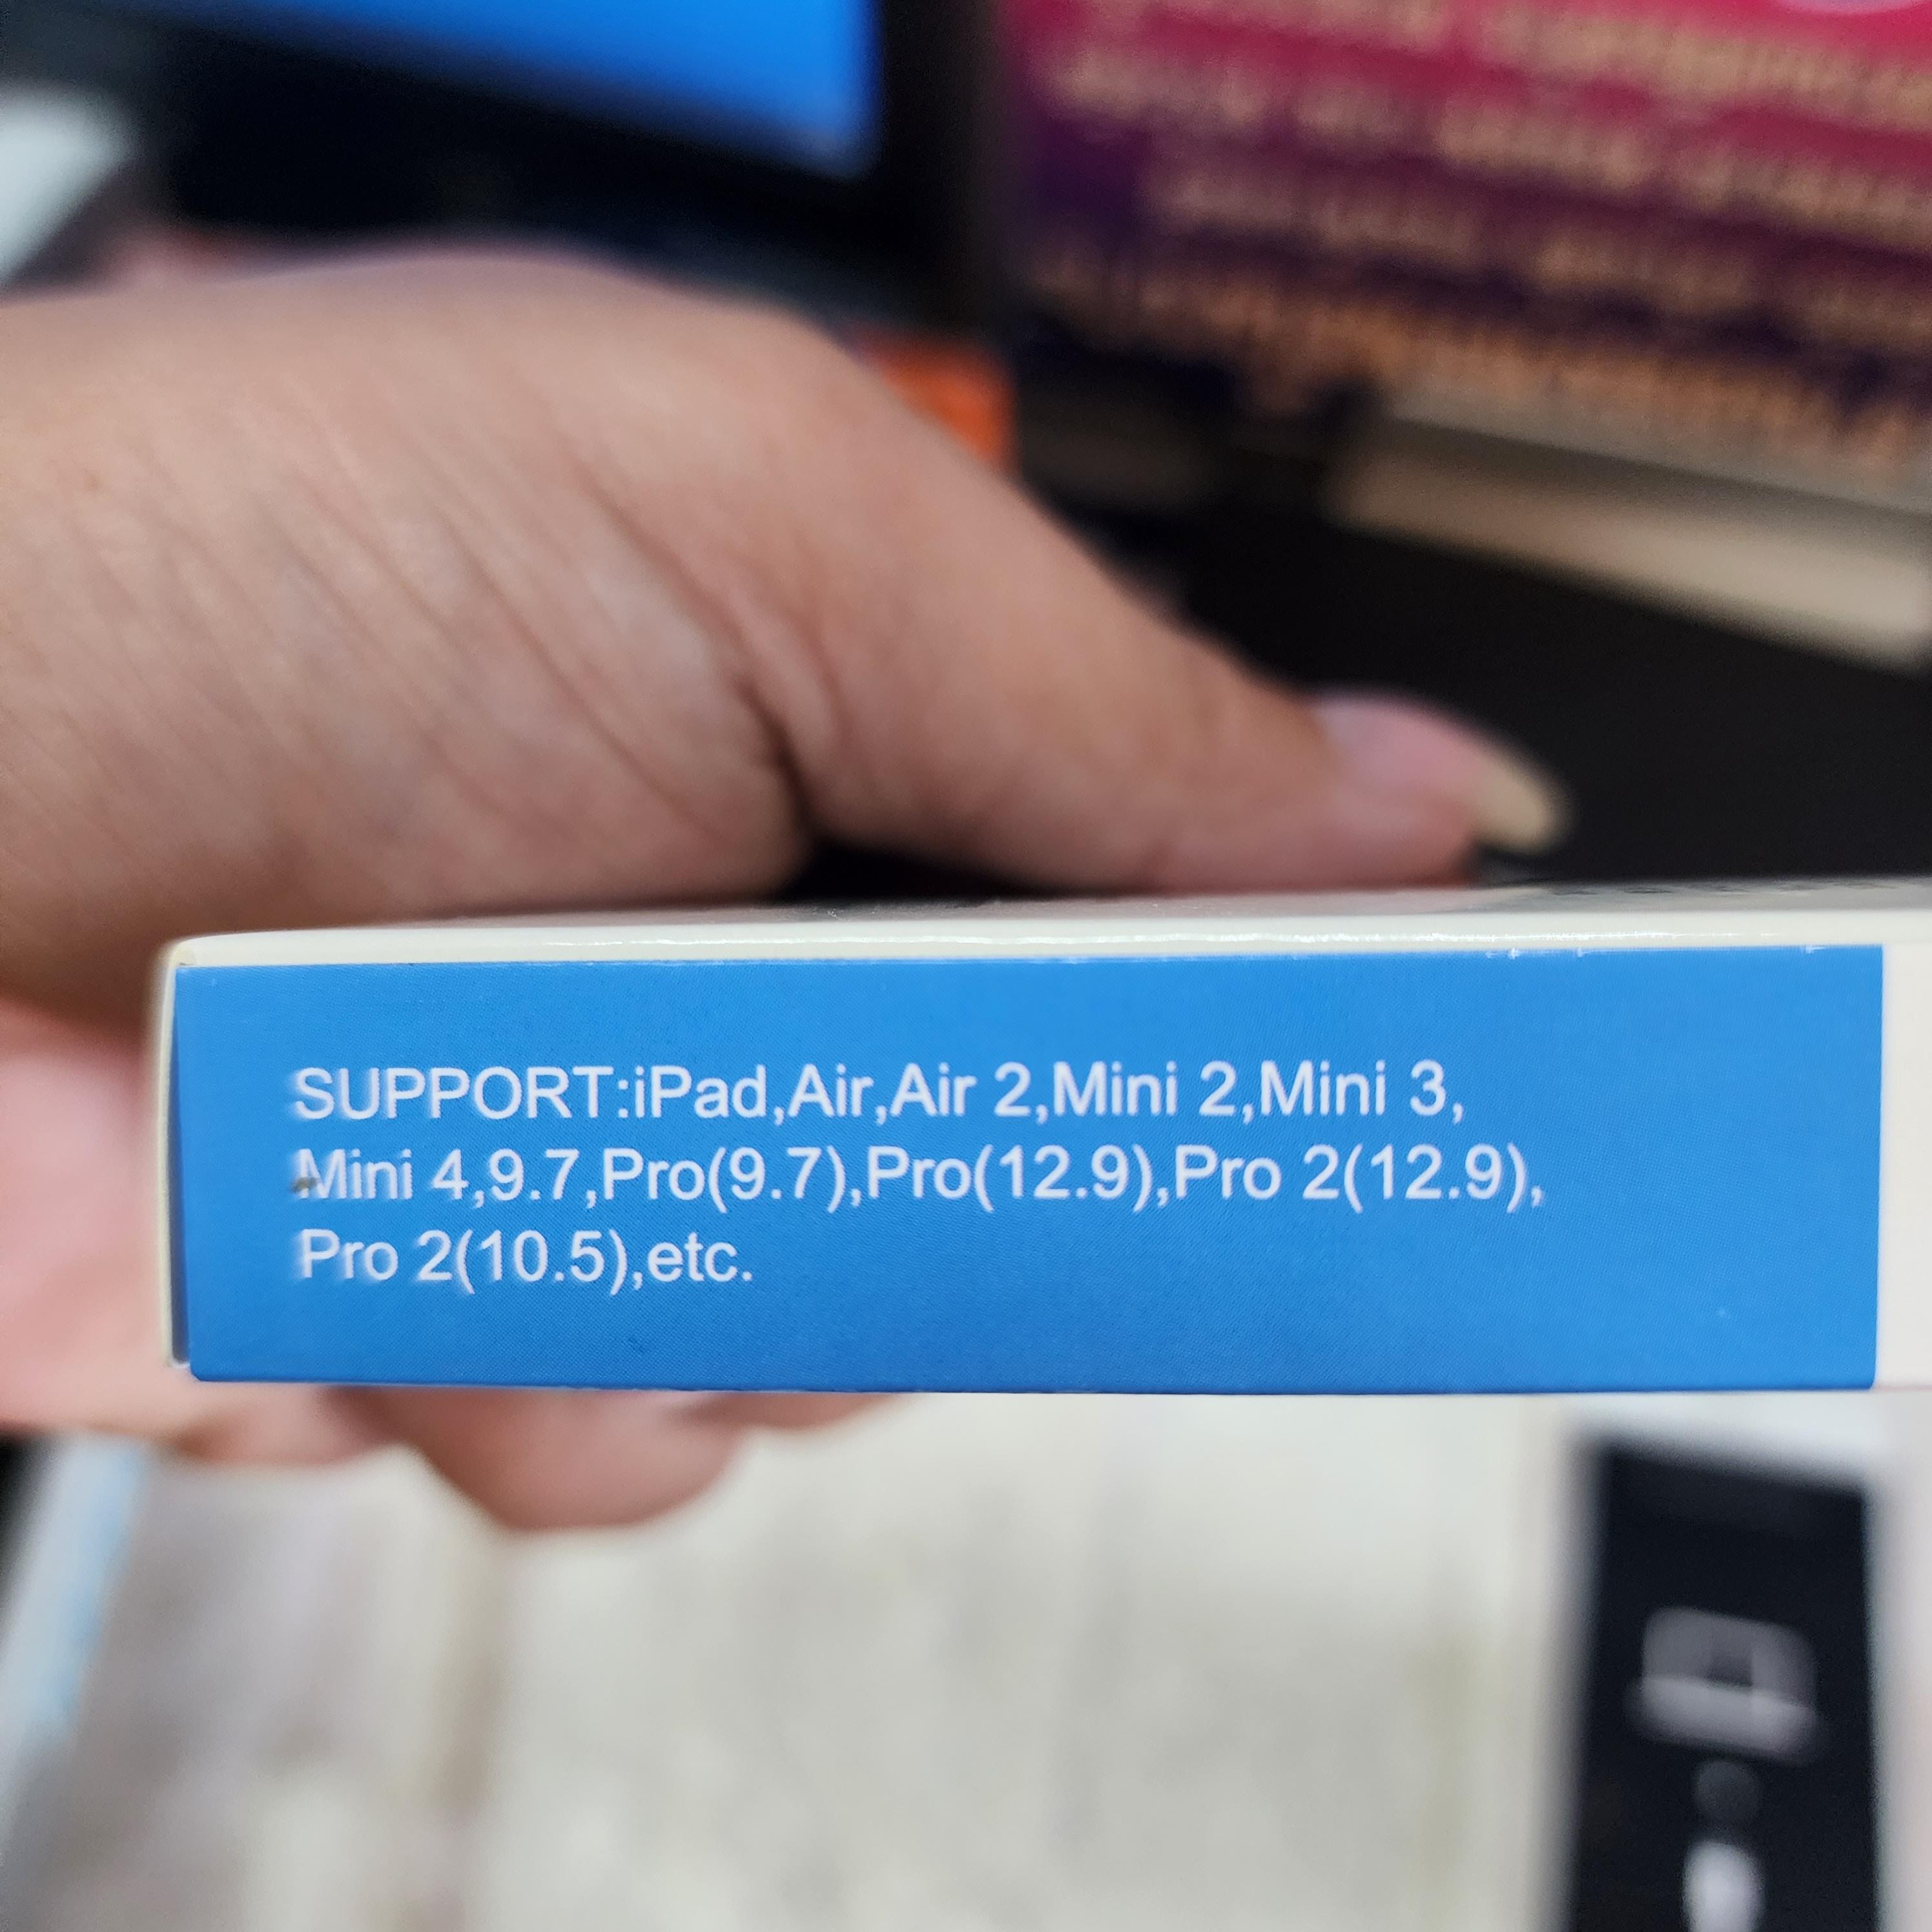 SUPPORT:iPad,Air,Air 2,Mini 2,Mini 3,
Mini 4,9.7,Pro(9.7),Pro(12.9),Pro 2(12.9),
Pro 2(10.5),etc.